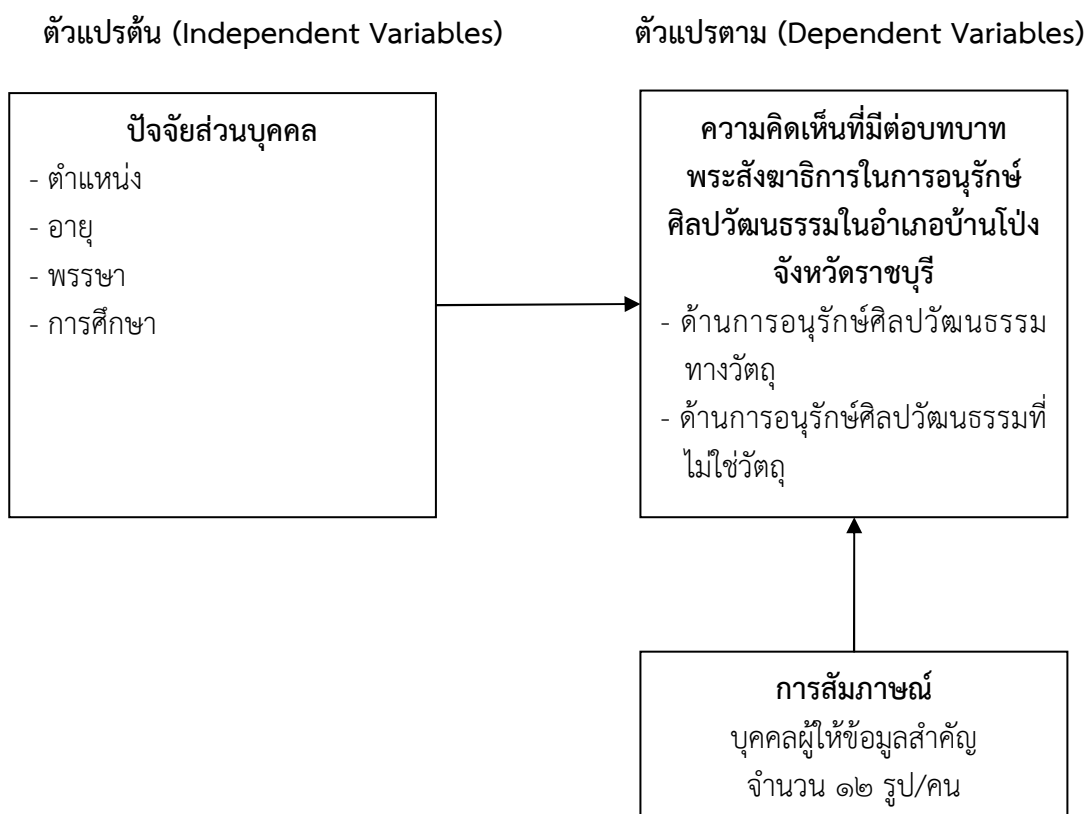 ตัวแปรต้น (Independent Variables)
ตัวแปรตาม (Dependent Variables)
ปัจจัยส่วนบุคคล
- ตำแหน่ง
- อายุ
- พรรษา
- การศึกษา
ความคิดเห็นที่มีต่อบทบาท
พระสังฆาธิการในการอนุรักษ์
ศิลปวัฒนธรรมในอำเภอบ้านโป่ง
จังหวัดราชบุรี
- ด้านการอนุรักษ์ศิลปวัฒนธรรม
ทางวัตถุ
- ด้านการอนุรักษ์ศิลปวัฒนธรรมที่
ไม่ใช่วัตถุ
การสัมภาษณ์
บุคคลผู้ให้ข้อมูลสำคัญ
จำนวน ๑๒ รูป/คน